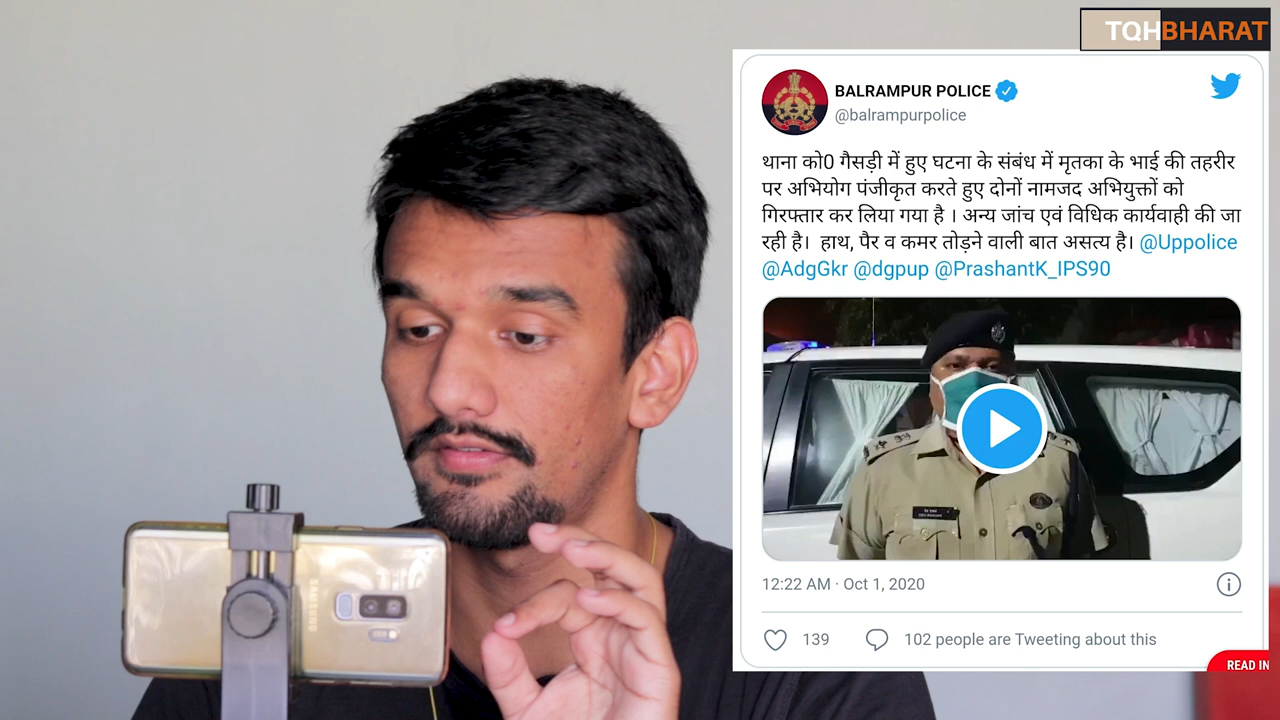 TQHBHARAT
BALRAMPUR POLICE
@balrampurpolice
थाना को0 गैसड़ी में हुए घटना के संबंध में मृतका के भाई की तहरीर
पर अभियोग पंजीकृत करते हुए दोनों नामजद अभियुक्तों को
गिरफ्तार कर लिया गया है । अन्य जांच एवं विधिक कार्यवाही की जा
रही है। हाथ, पैर व कमर तोड़ने वाली बात असत्य है। @Uppolice
@AdgGkr @dgpup @PrashantK_IPS90
12:22 AM · Oct 1, 2020
139
102 people are Tweeting about this
READ IN
SAMSUNG